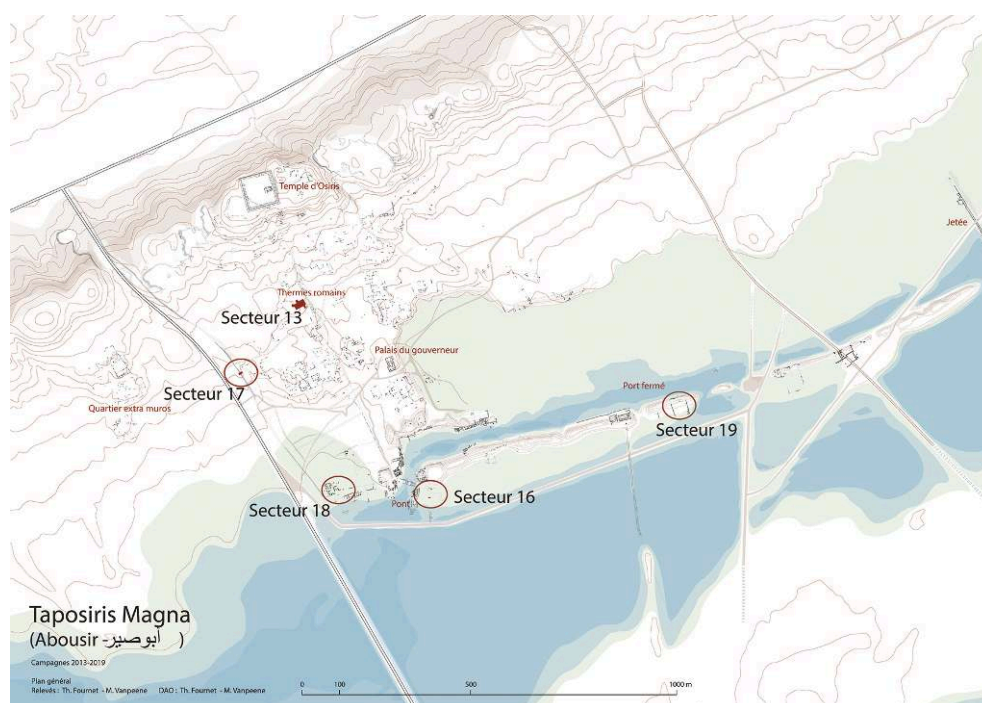 Temple d'Osiris
Jetée
Thermes romains
Secteur 13
Palais du gouverneur
Secteur 17
Port fermé
Quartier extra muros
Secteur 19
Secteur 18
Pont
Secteur 16
Taposiris Magna
(Abousir - أبوصير )
Campagnes 2013-2019
Plan général
Relevés : Th. Fournet - M. Vanpeene DAO : Th. Fournet - M. Vanpeene
0 100 500 1000 m